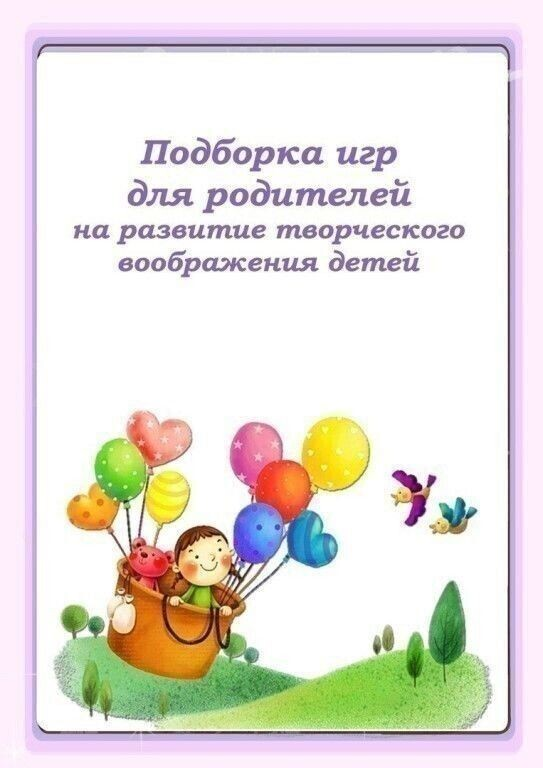 Подборка игр
для родителей
на развитие творческого
воображения детей